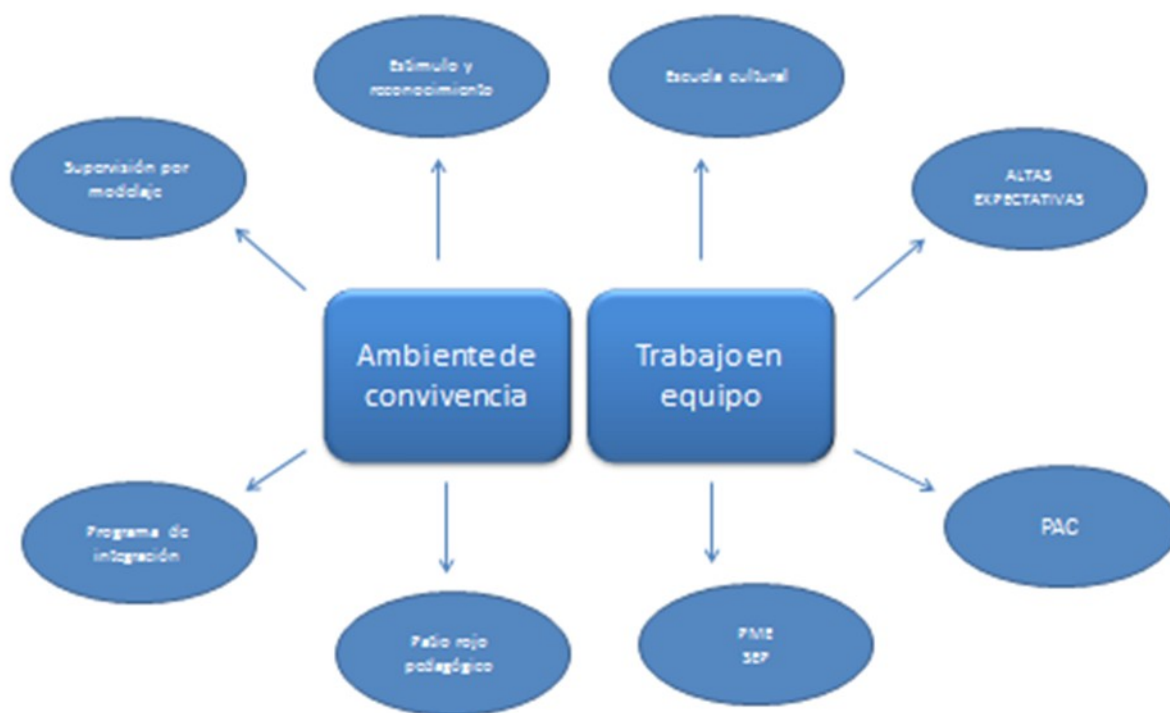 Estimulo y
reconocimiento
Escuela cultural
Supervisión por
modelaje
ALTAS
EXPECTATIVAS
Ambiente de
convivencia
Trabajo en
equipo
Programa de
integración
PAC
Patio rojo
pedagógico
PME
SEP